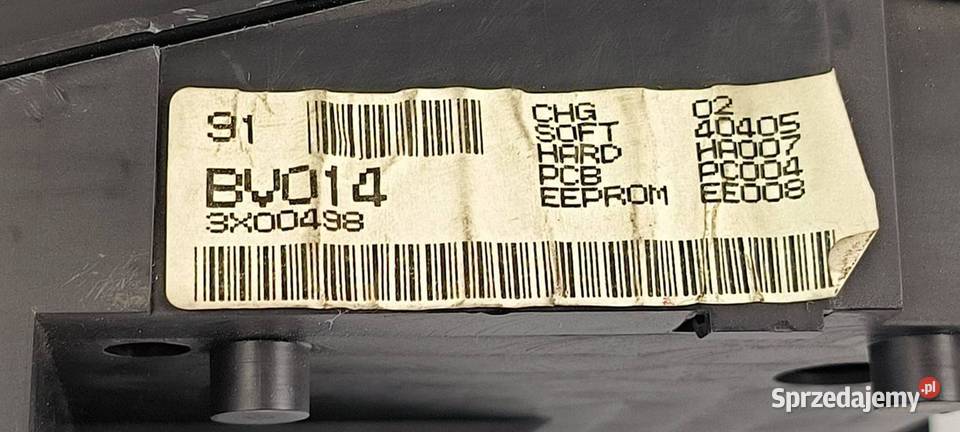 91
BV014
3X00498
CHG 02
SOFT 40405
HARD HA007
PCB PC004
EEPROM EE008
Sprzedajemy.pl